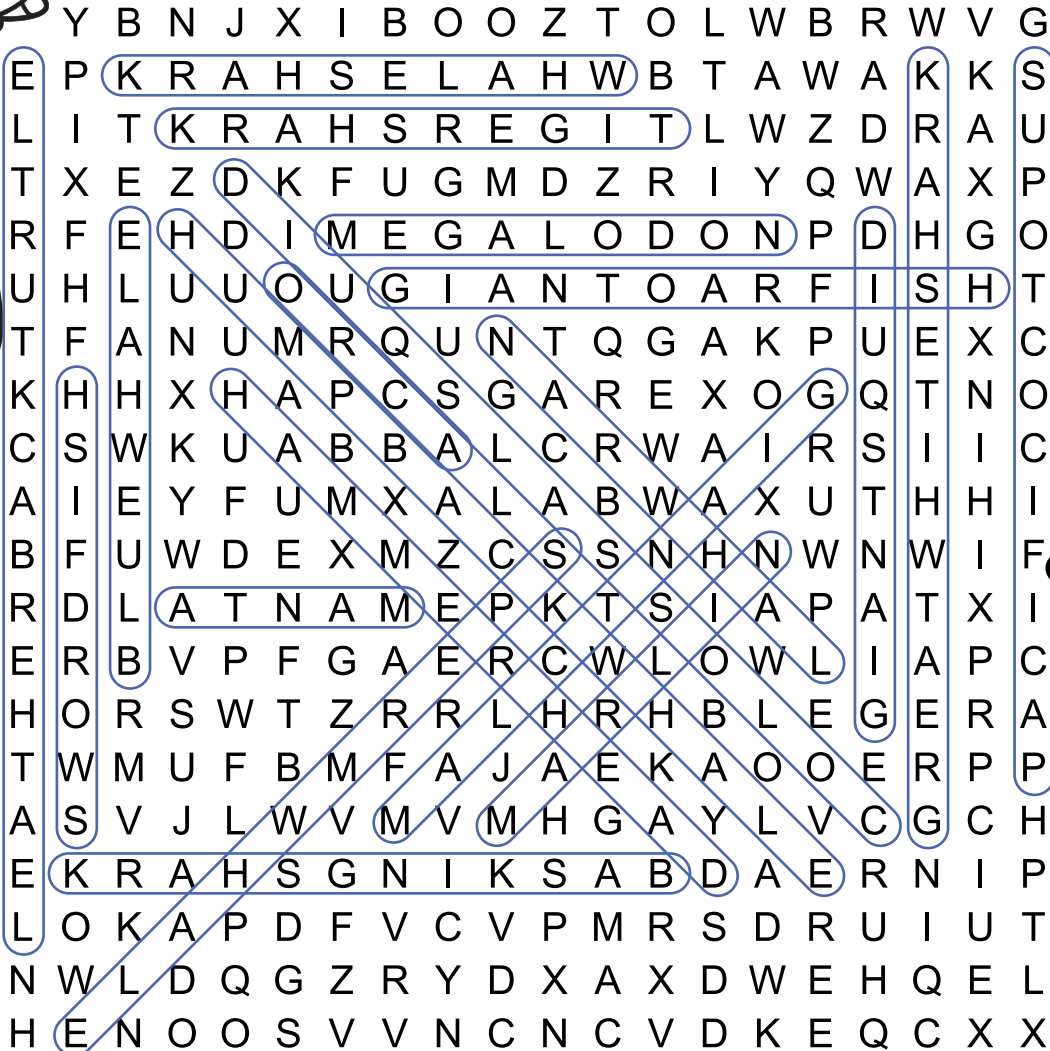 Y B N J X I B O O Z T O L W B R W V G
E P K R A H S E L A H W B T A W A K K S
L I T K R A H S R E G I T L W Z D R A U
T X E Z D K F U G M D Z R I Y Q W A X P
R F E H D I M E G A L O D O N P D H G O
U H L U U O U G I A N T O A R F I S H T
T F A N U M R Q U N T Q G A K P U E X C
K H H X H A P C S G A R E X O G Q T N O
C S W K U A B B A L C R W A I R S I I C
A I E Y F U M X A L A B W A X U T H H I
B F U W D E X M Z C S S N H N W N W I F
R D L A T N A M E P K T S I A P A T X I
E R B V P F G A E R C W L O W L I A P C
H O R S W T Z R R L H R H B L E G E R A
T W M U F B M F A J A E K A O O E R P P
A S V J L W V M V M H G A Y L V C G C H
E K R A H S G N I K S A B D A E R N I P
L O K A P D F V C V P M R S D R U I U T
N W L D Q G Z R Y D X A X D W E H Q E L
H E N O O S V V N C N C V D K E Q C X X